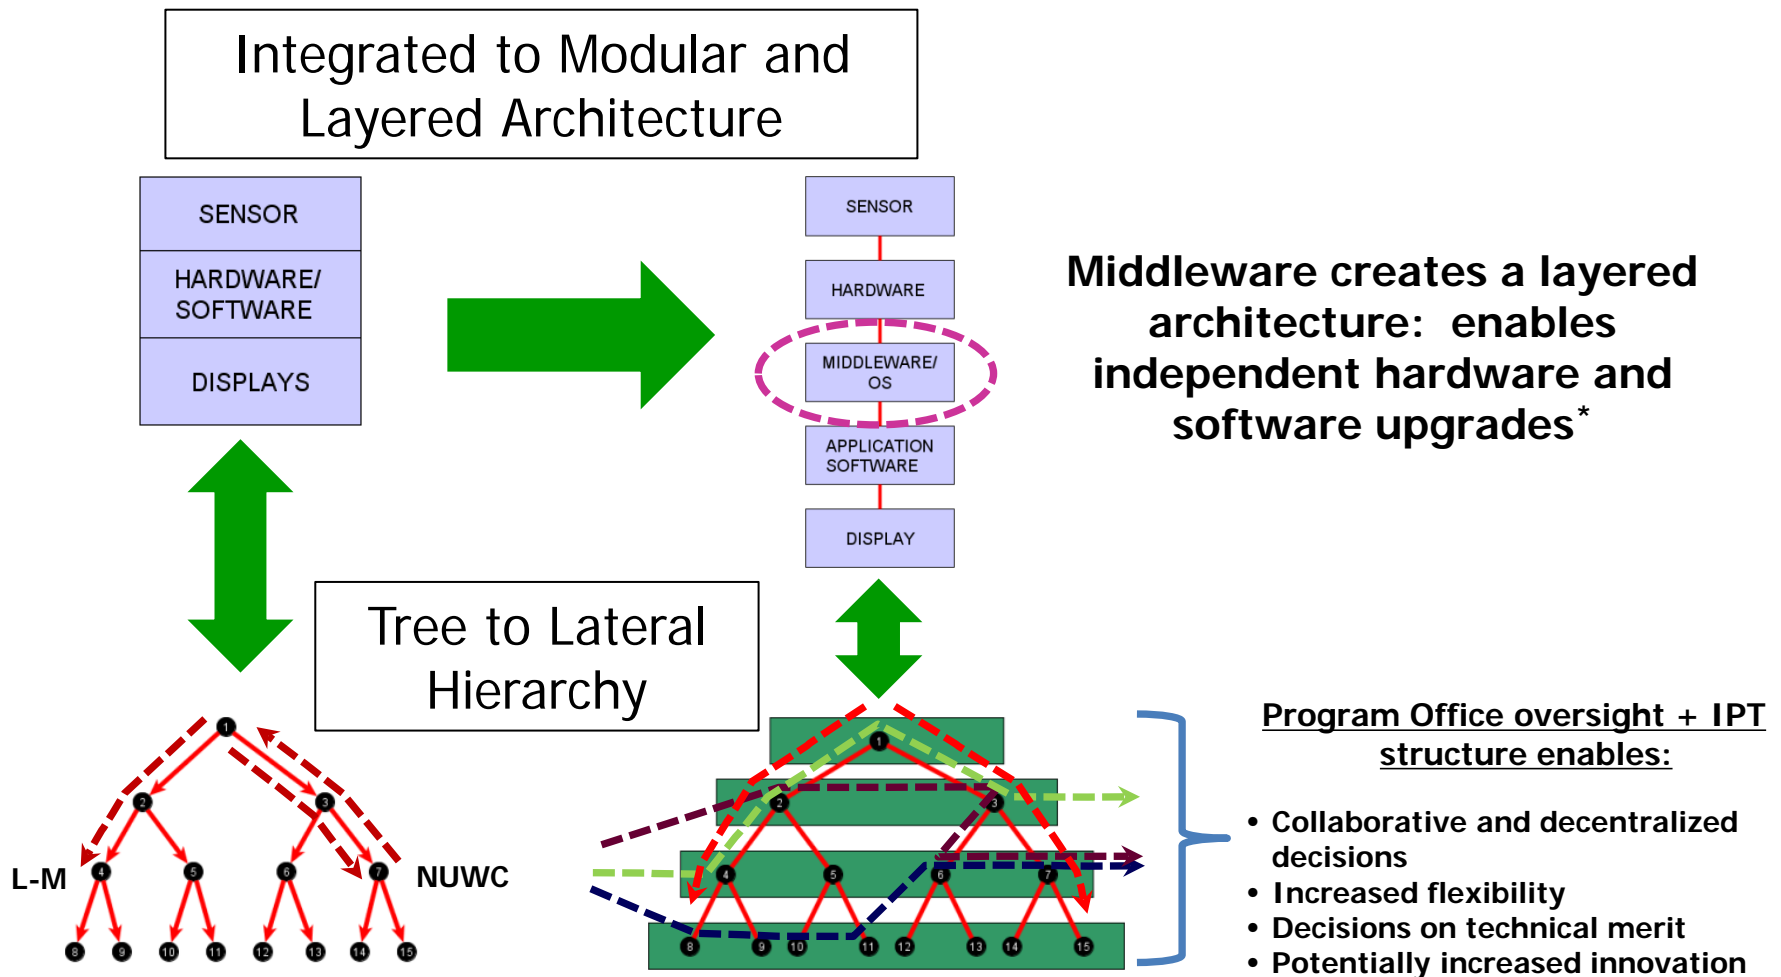 Integrated to Modular and
Layered Architecture
SENSOR
HARDWARE/
SOFTWARE
DISPLAYS
SENSOR
HARDWARE
MIDDLEWARE/
OS
APPLICATION
SOFTWARE
DISPLAY
Middleware creates a layered
architecture: enables
independent hardware and
software upgrades*
Tree to Lateral
Hierarchy
1
2
3
L-M
4
5
6
7
NUWC
8
9
10
11
12
13
14
15
1
2
3
4
5
6
7
8
9
10
11
12
13
14
15
Program Office oversight + IPT
structure enables:
• Collaborative and decentralized
decisions
• Increased flexibility
• Decisions on technical merit
• Potentially increased innovation